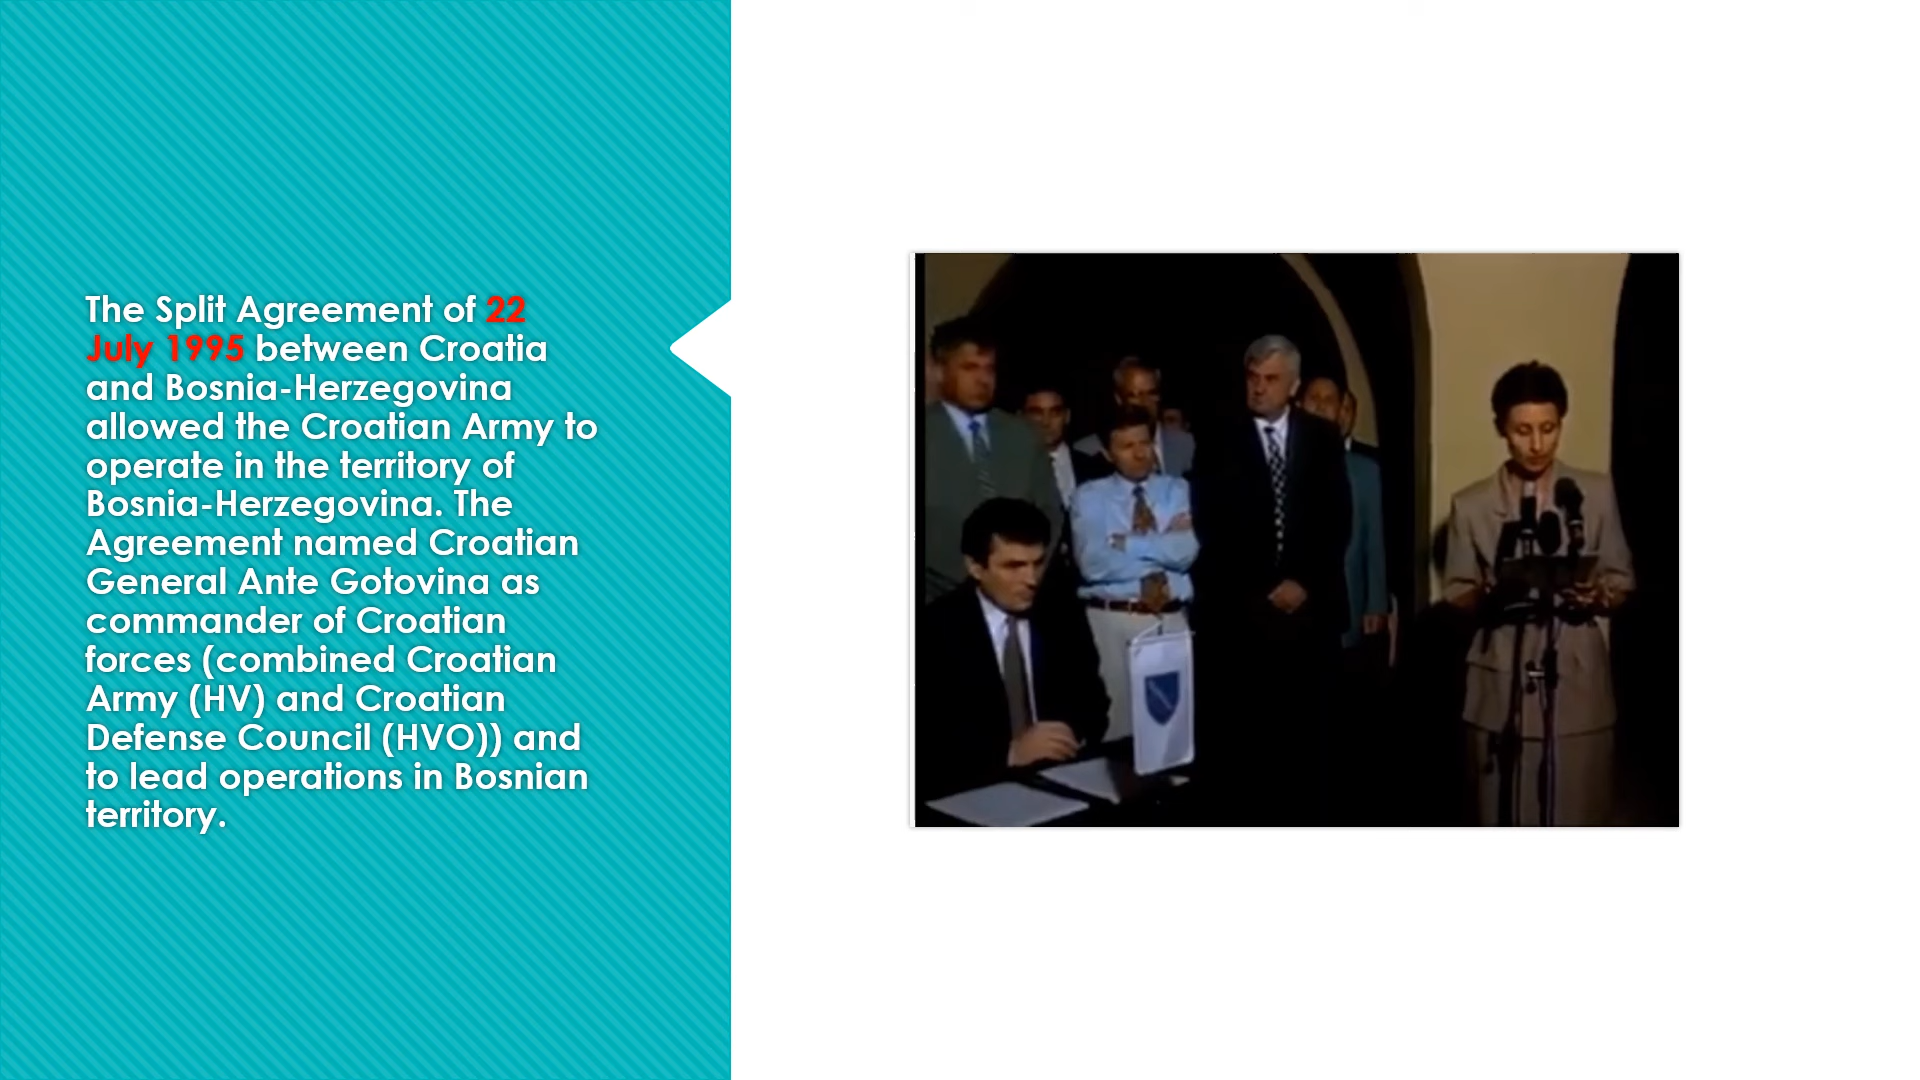 The Split Agreement of 22
July 1995 between Croatia
and Bosnia-Herzegovina
allowed the Croatian Army to
operate in the territory of
Bosnia-Herzegovina. The
Agreement named Croatian
General Ante Gotovina as
commander of Croatian
forces (combined Croatian
Army (HV) and Croatian
Defense Council (HVO)) and
to lead operations in Bosnian
territory.